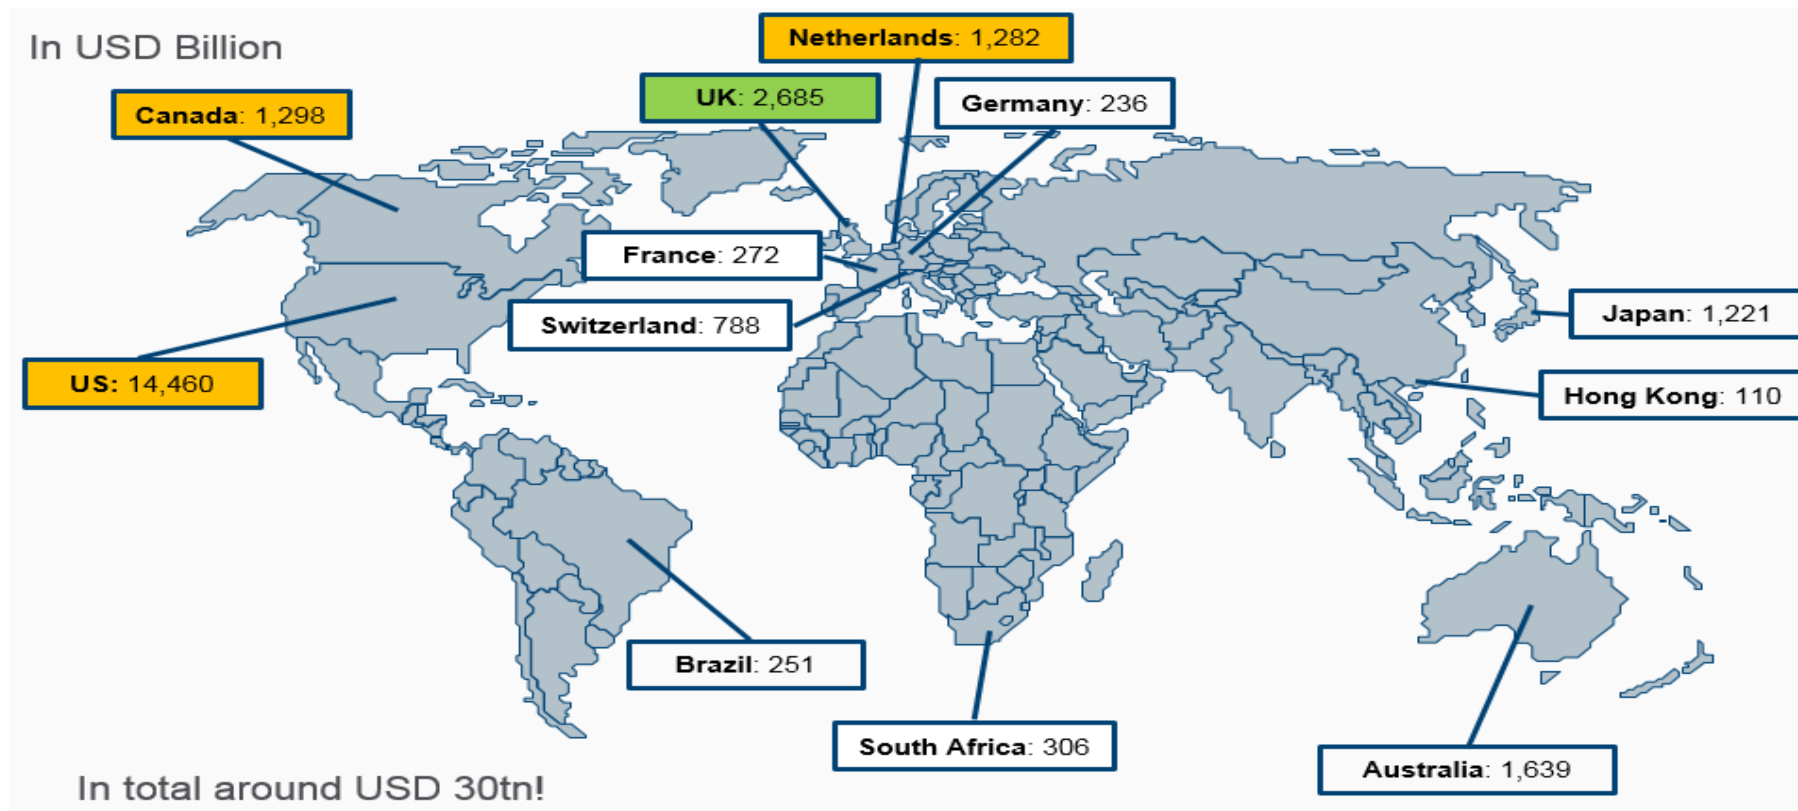 In USD Billion
Netherlands: 1,282
UK: 2,685
Germany: 236
Canada: 1,298
France: 272
Switzerland: 788
Japan: 1,221
US: 14,460
Hong Kong: 110
Brazil: 251
South Africa: 306
Australia: 1,639
In total around USD 30tn!